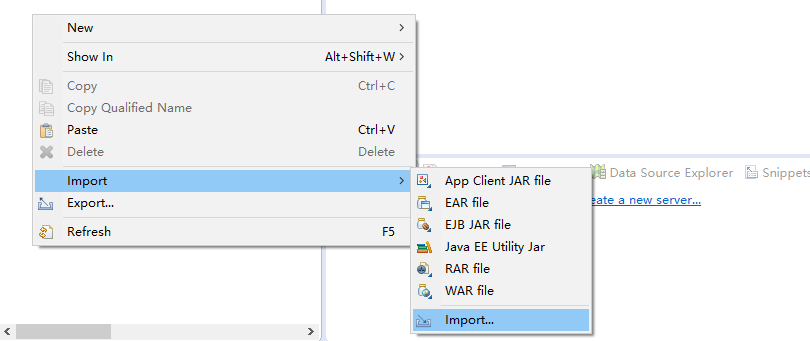 New
Show In Alt+Shift+W
Copy Ctrl+C
Copy Qualified Name
Paste Ctrl+V
Delete Delete
Import
Export...
Refresh F5
App Client JAR file
EAR file
EJB JAR file
Java EE Utility Jar
RAR file
WAR file
Import...
Data Source Explorer Snippets
a new server...